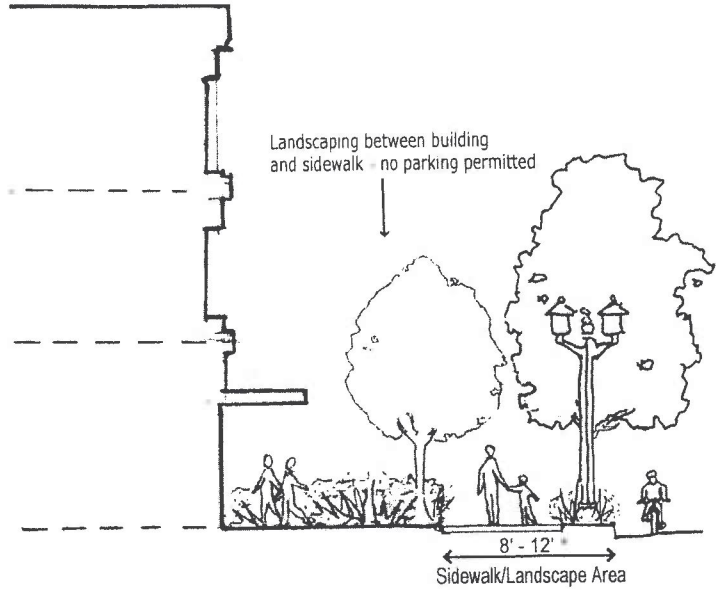 Landscaping between building
and sidewalk - no parking permitted
8' - 12'
Sidewalk/Landscape Area